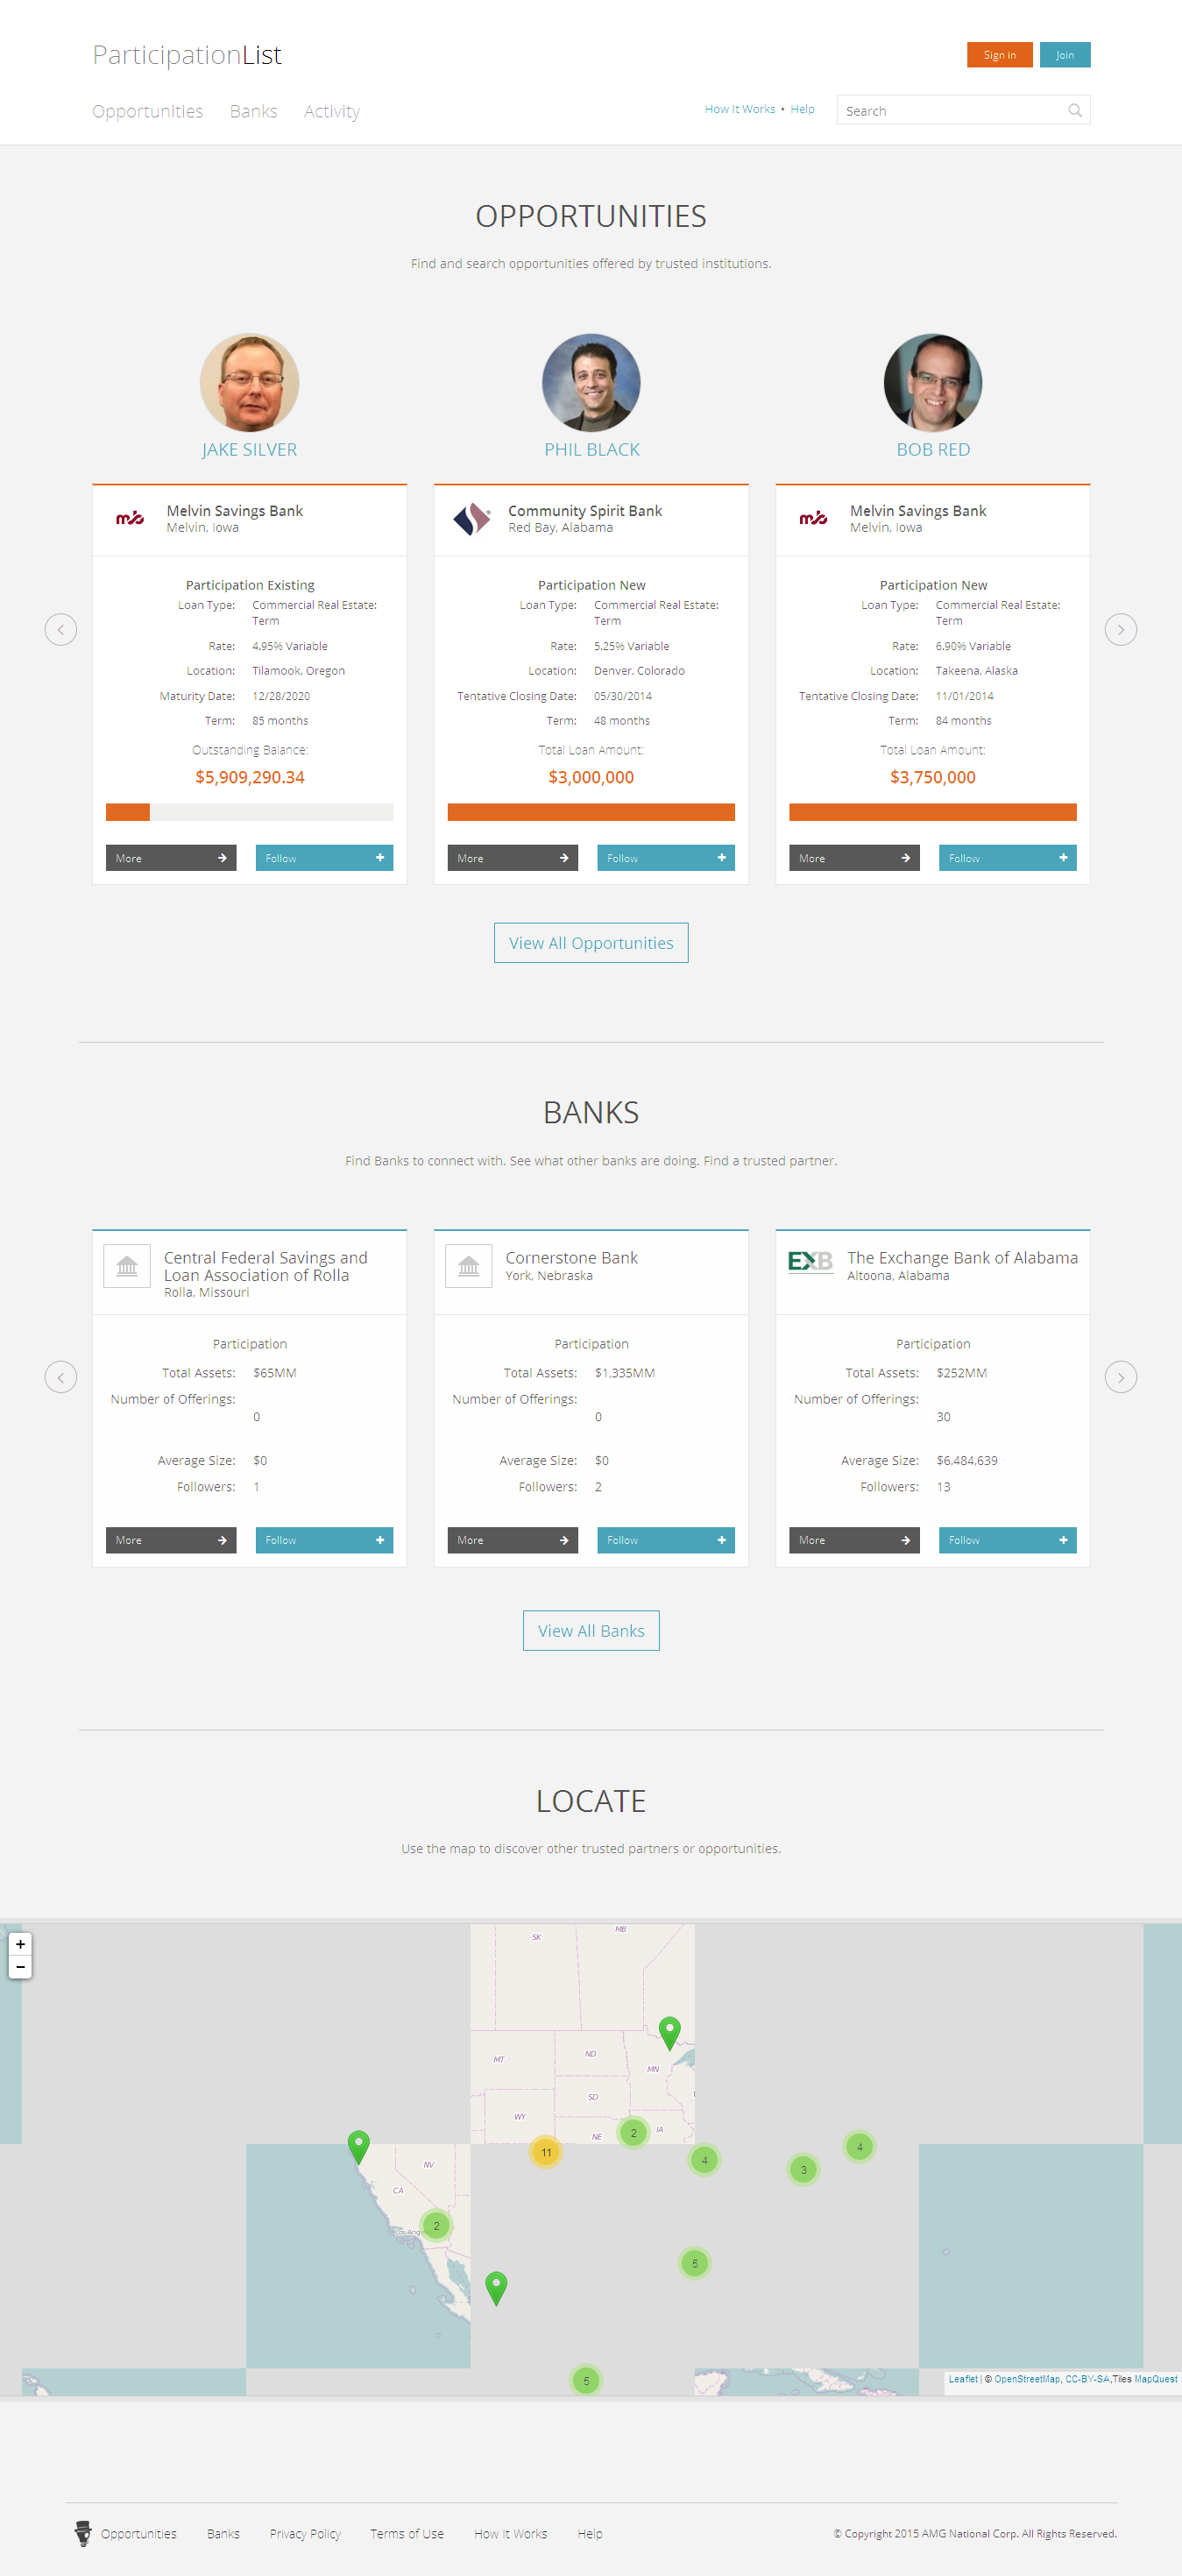 ParticipationList
Sign in
Join
Opportunities
Banks
Activity
How It Works • Help
Search
OPPORTUNITIES
Find and search opportunities offered by trusted institutions.
JAKE SILVER
PHIL BLACK
BOB RED
Melvin Savings Bank
Melvin, Iowa
Participation Existing
Loan Type: Commercial Real Estate:
Term
Rate: 4.95% Variable
Location: Tilamook, Oregon
Maturity Date: 12/28/2020
Term: 85 months
Outstanding Balance:
$5,909,290.34
More
Follow
Community Spirit Bank
Red Bay, Alabama
Participation New
Loan Type: Commercial Real Estate:
Term
Rate: 5.25% Variable
Location: Denver, Colorado
Tentative Closing Date: 05/30/2014
Term: 48 months
Total Loan Amount:
$3,000,000
More
Follow
Melvin Savings Bank
Melvin, Iowa
Participation New
Loan Type: Commercial Real Estate:
Term
Rate: 6.90% Variable
Location: Takeena, Alaska
Tentative Closing Date: 11/01/2014
Term: 84 months
Total Loan Amount:
$3,750,000
More
Follow
View All Opportunities
BANKS
Find Banks to connect with. See what other banks are doing. Find a trusted partner.
Central Federal Savings and
Loan Association of Rolla
Rolla, Missouri
Participation
Total Assets: $65MM
Number of Offerings:
0
Average Size: $0
Followers: 1
More
Follow
Cornerstone Bank
York, Nebraska
Participation
Total Assets: $1,335MM
Number of Offerings:
0
Average Size: $0
Followers: 2
More
Follow
EXB
The Exchange Bank of Alabama
Altoona, Alabama
Participation
Total Assets: $252MM
Number of Offerings:
30
Average Size: $6,484,639
Followers: 13
More
Follow
View All Banks
LOCATE
Use the map to discover other trusted partners or opportunities.
+
−
SK
MB
MT
ND
MN
SD
WY
NE
IA
2
11
4
3
4
NV
CA
2
5
5
Leaflet | © OpenStreetMap, CC-BY-SA,Tiles MapQuest
Opportunities
Banks
Privacy Policy
Terms of Use
How It Works
Help
© Copyright 2015 AMG National Corp. All Rights Reserved.